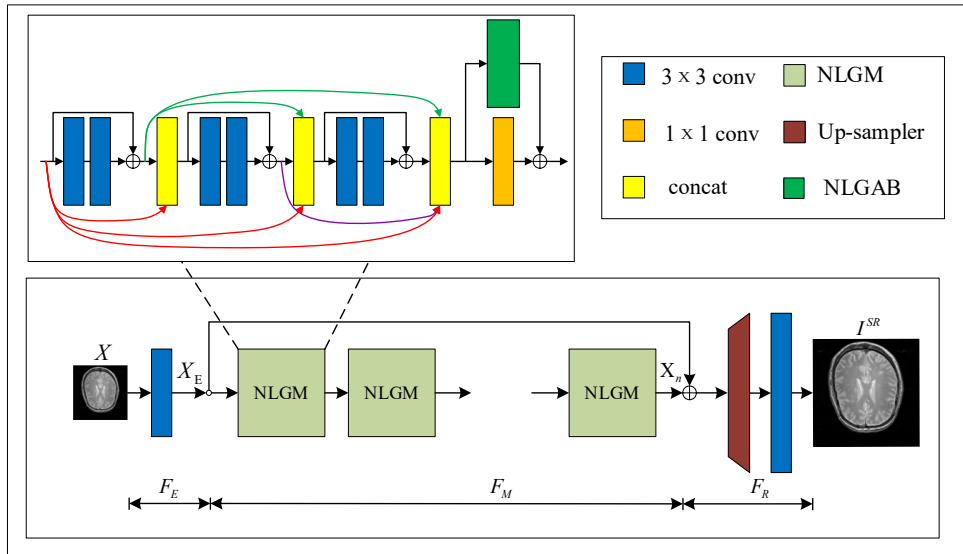 3 × 3 conv
NLGM
1 × 1 conv
Up-sampler
concat
NLGAB
X
X_E
NLGM
NLGM
NLGM
X_n
I^{SR}
F_E
F_M
F_R